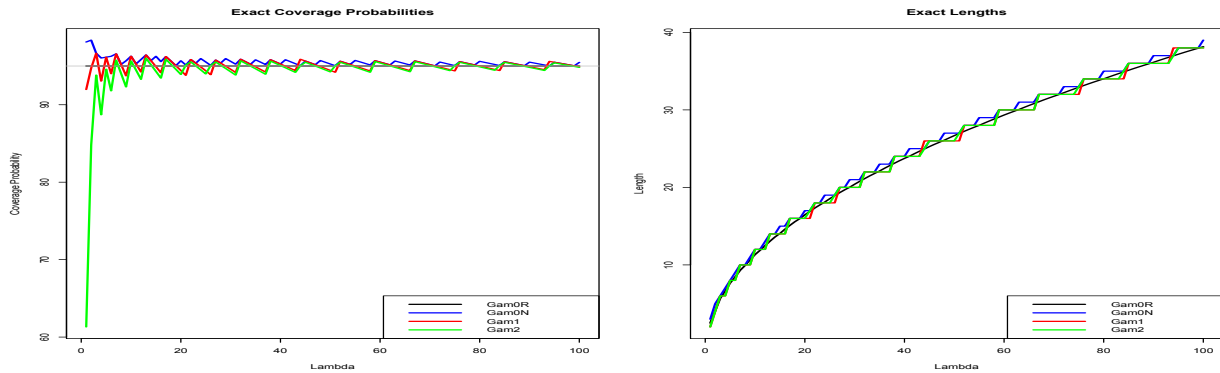 Exact Coverage Probabilities
Coverage Probability
60
70
80
90
0
20
40
60
80
100
Lambda
Gam0R
Gam0N
Gam1
Gam2
Exact Lengths
Length
10
20
30
40
0
20
40
60
80
100
Lambda
Gam0R
Gam0N
Gam1
Gam2